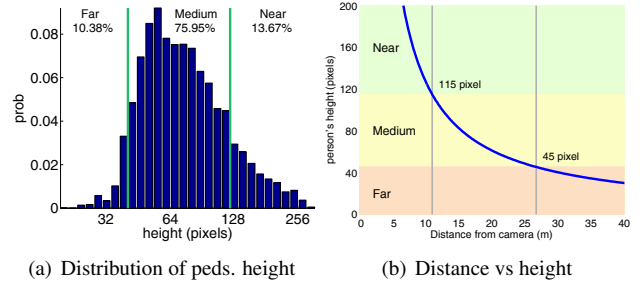 Far
10.38%
Medium
75.95%
Near
13.67%
0.08
0.06
0.04
0.02
0
prob
32 64 128 256
height (pixels)
(a) Distribution of peds. height
200
160
120
80
40
0
person's height (pixels)
Near
Medium
Far
115 pixel
45 pixel
0 5 10 15 20 25 30 35 40
Distance from camera (m)
(b) Distance vs height